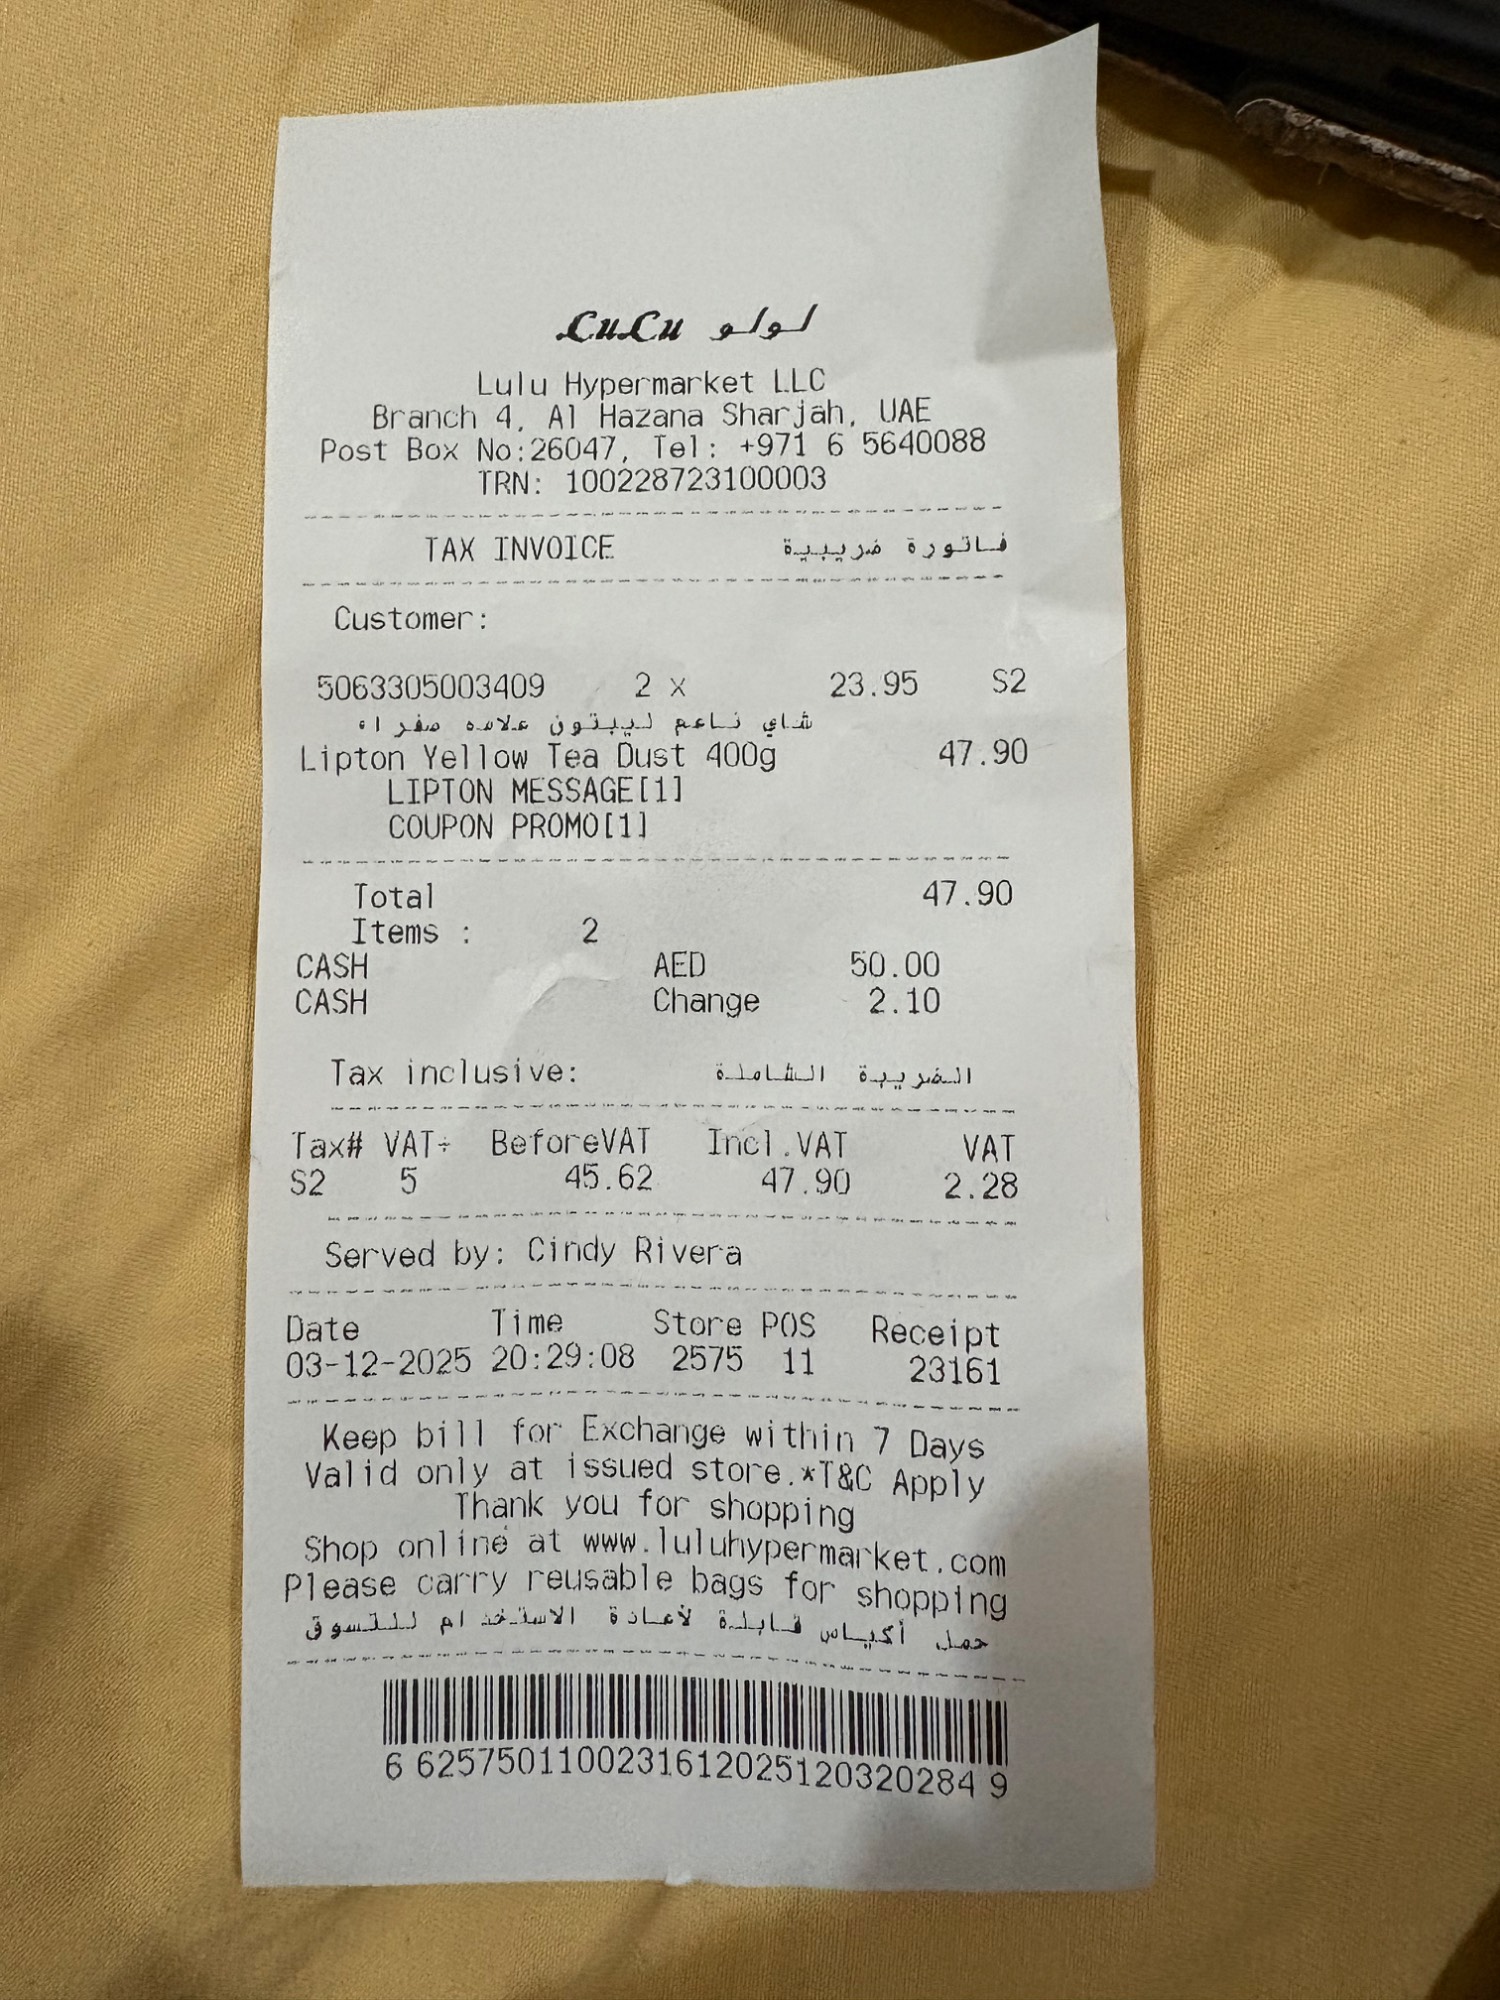 LuLu لولو
Lulu Hypermarket LLC
Branch 4, Al Hazana Sharjah, UAE
Post Box No:26047, Tel: +971 6 5640088
TRN: 100228723100003
TAX INVOICE فاتورة ضريبية
Customer:
5063305003409 2 x 23.95 S2
شاي ناعم ليبتون علامه صفراء
Lipton Yellow Tea Dust 400g 47.90
LIPTON MESSAGE[1]
COUPON PROMO[1]
Total 47.90
Items : 2
CASH AED 50.00
CASH Change 2.10
Tax inclusive: الضريبة الشاملة
Tax# VAT÷ BeforeVAT Incl.VAT VAT
S2 5 45.62 47.90 2.28
Served by: Cindy Rivera
Date Time Store POS Receipt
03-12-2025 20:29:08 2575 11 23161
Keep bill for Exchange within 7 Days
Valid only at issued store.*T&C Apply
Thank you for shopping
Shop online at www.luluhypermarket.com
Please carry reusable bags for shopping
حمل أكياس قابلة لأعادة الاستخدام للتسوق
6 6257501100231612025120320284 9